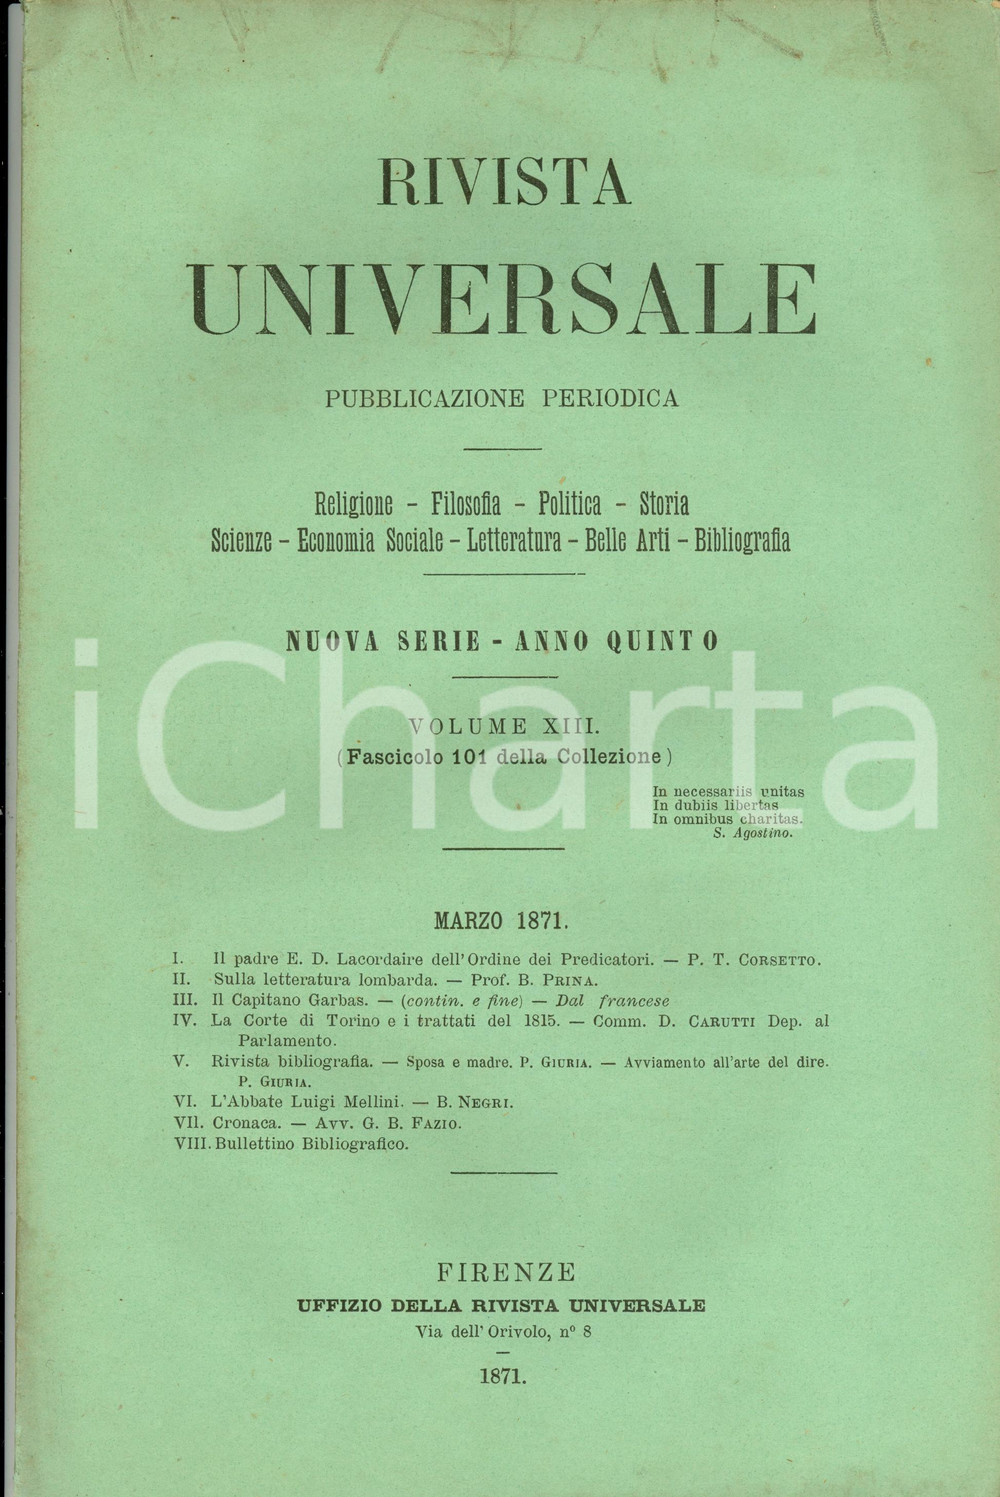 RIVISTA
UNIVERSALE
PUBBLICAZIONE PERIODICA
Religione - Filosofia - Politica - Storia
Scienze - Economia Sociale - Letteratura - Belle Arti - Bibliografia
NUOVA SERIE - ANNO QUINTO
iCharta
VOLUME XIII.
(Fascicolo 101 della Collezione)
In necessariis unitas
In dubiis libertas
In omnibus charitas.
S. Agostino.
MARZO 1871.
I. Il padre E. D. Lacordaire dell'Ordine dei Predicatori. — P. T. CORSETTO.
II. Sulla letteratura lombarda. — Prof. B. PRINA.
III. Il Capitano Garbas. — (contin. e fine) — Dal francese
IV. La Corte di Torino e i trattati del 1815. — Comm. D. CARUTTI Dep. al
Parlamento.
V. Rivista bibliografia. — Sposa e madre. P. GIURIA. — Avviamento all'arte del dire.
P. GIURIA.
VI. L'Abbate Luigi Mellini. — B. NEGRI.
VII. Cronaca. — Avv. G. B. FAZIO.
VIII. Bullettino Bibliografico.
FIRENZE
UFFIZIO DELLA RIVISTA UNIVERSALE
Via dell' Orivolo, n° 8
1871.